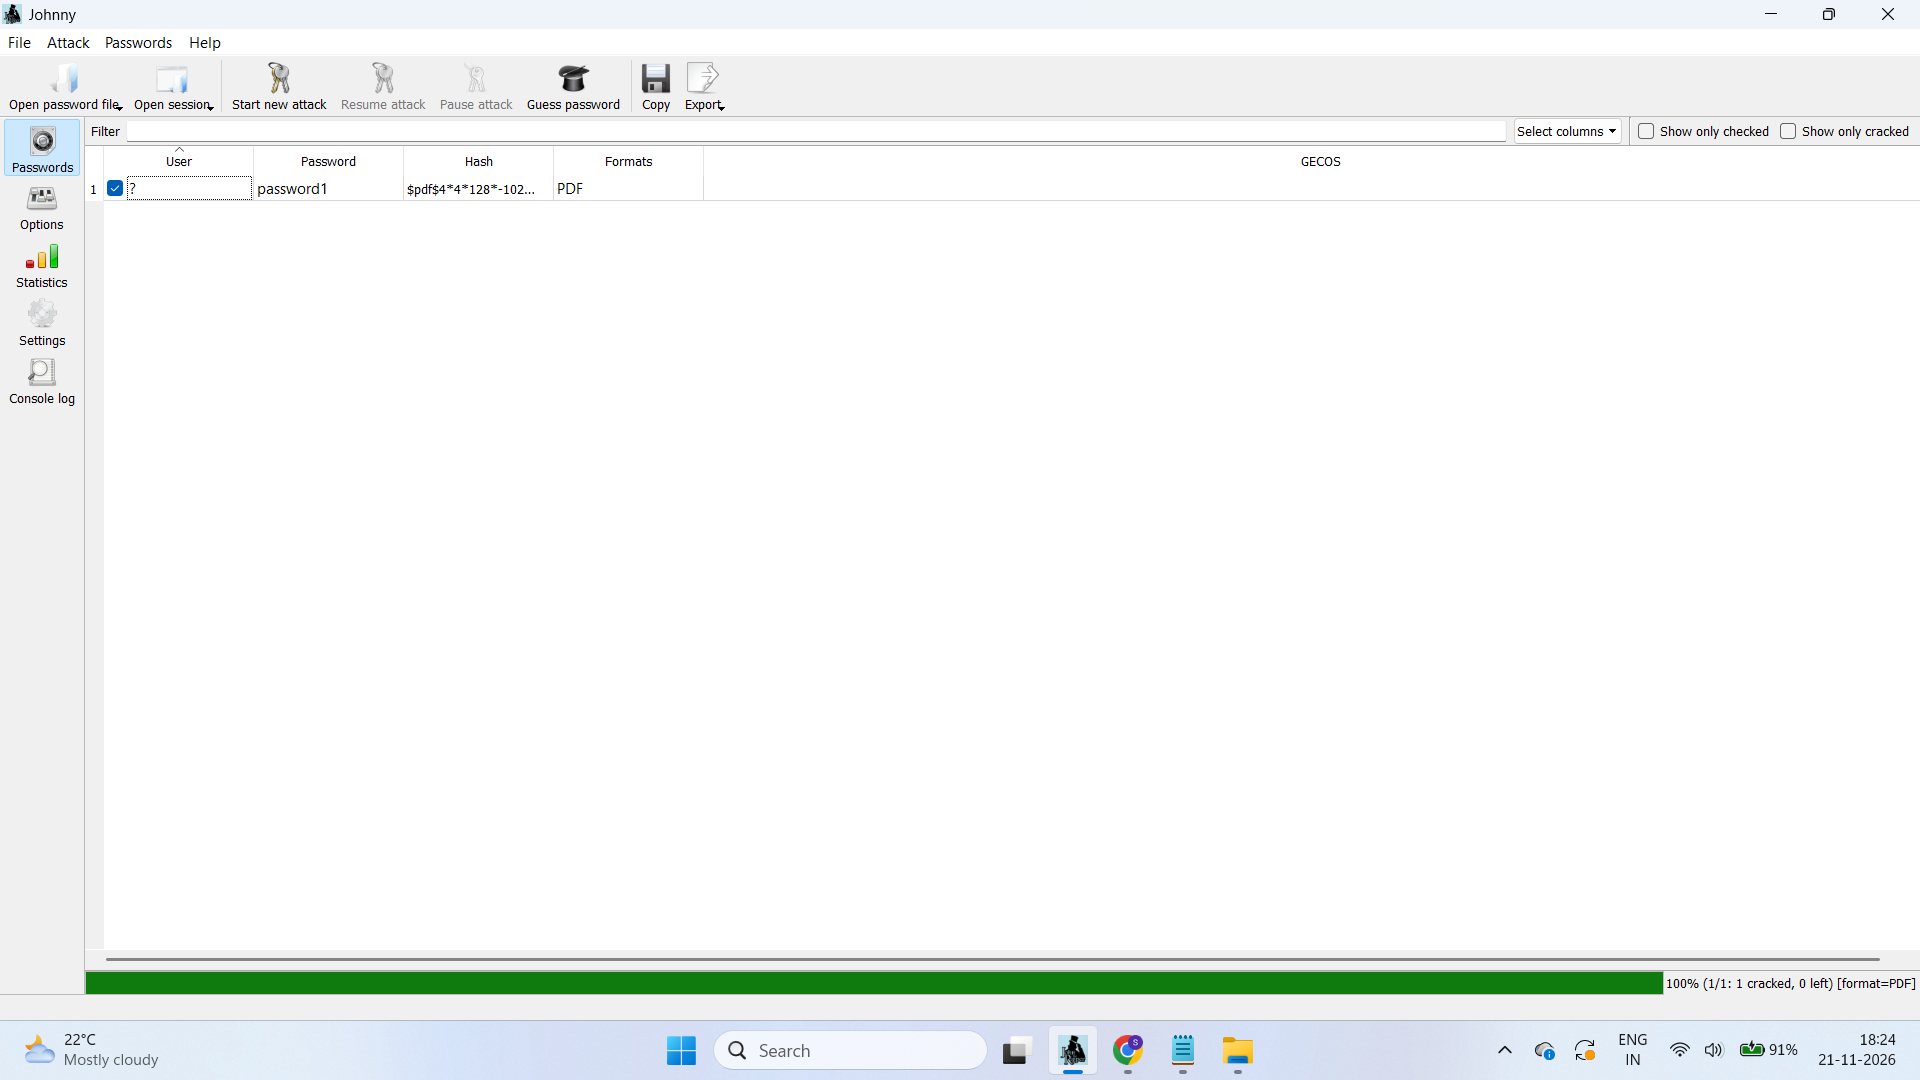 Johnny
File Attack Passwords Help
Open password file Open session Start new attack Resume attack Pause attack Guess password Copy Export
Filter Select columns Show only checked Show only cracked
Passwords
Options
Statistics
Settings
Console log
User Password Hash Formats GECOS
1 ? password1 $pdf$4*4*128*-102... PDF
100% (1/1: 1 cracked, 0 left) [format=PDF]
22°C
Mostly cloudy
Search
ENG
IN
91%
18:24
21-11-2026